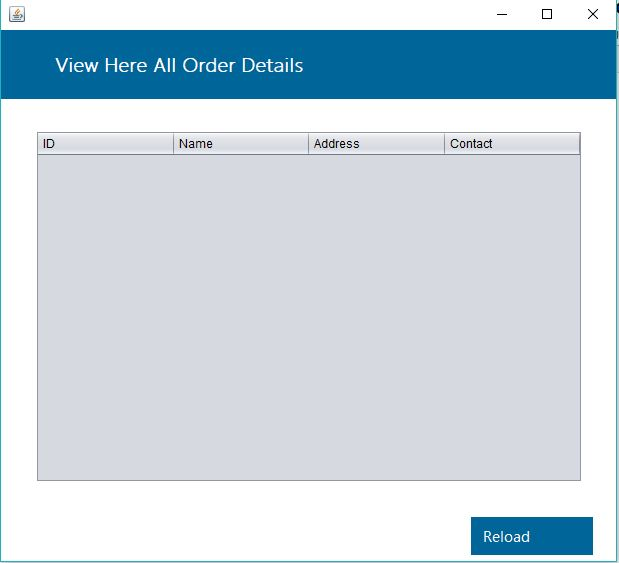 View Here All Order Details
ID Name Address Contact
Reload